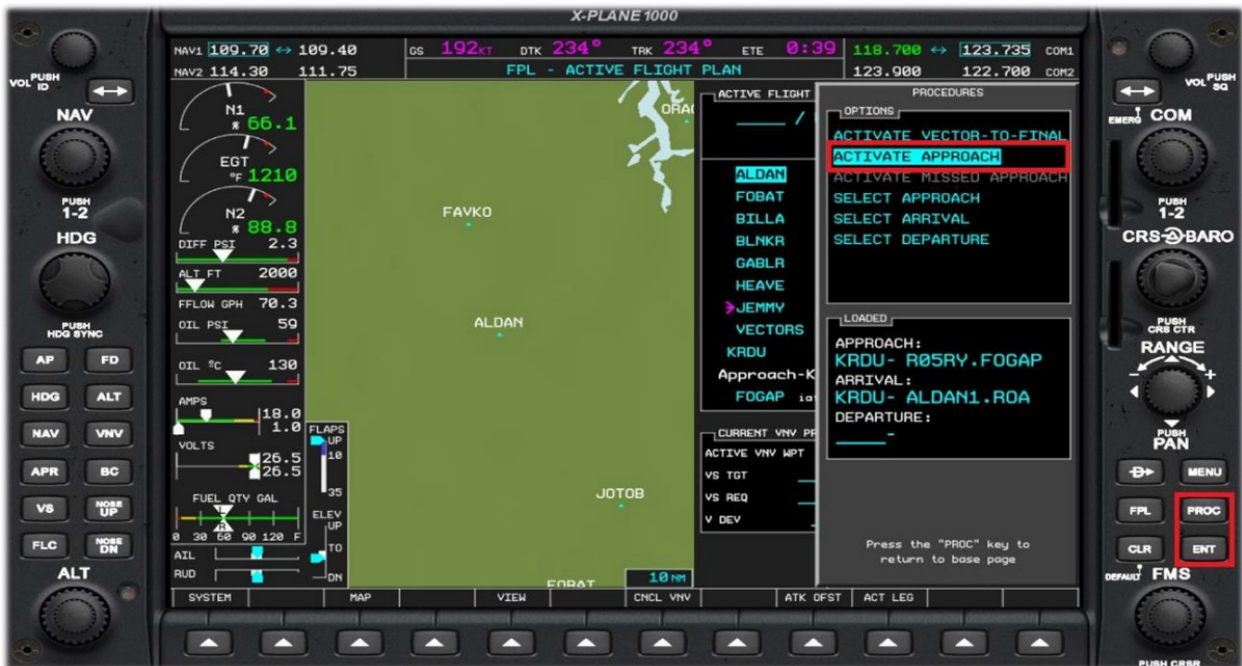 X-PLANE 1000
NAV1 109.70 ↔ 109.40
NAV2 114.30 111.75
GS 192KT DTK 234° TRK 234° ETE 0:39
FPL - ACTIVE FLIGHT PLAN
118.700 ↔ 123.735 COM1
123.900 122.700 COM2
VOL PUSH ID
NAV
PUSH 1-2
HDG
PUSH HDG SYNC
AP FD
HDG ALT
NAV VNV
APR BC
VS NOSE UP
FLC NOSE DN
ALT
N1
% 66.1
EGT
°F 1210
N2
% 88.8
DIFF PSI 2.3
ALT FT 2000
FFLOW GPH 70.3
OIL PSI 59
OIL ºC 130
AMPS
18.0
1.0
VOLTS
26.5
26.5
FUEL QTY GAL
L
R
0 30 60 90 120 F
AIL
RUD
FLAPS
UP
10
35
ELEV
UP
TO
DN
FAVKO
ALDAN
JOTOB
FOBAT
10NM
ACTIVE FLIGHT
_____ /
ALDAN
FOBAT
BILLA
BLNKR
GABLR
HEAVE
JEMMY
VECTORS
KRDU
Approach-K
FOGAP
CURRENT VNV PR
ACTIVE VNV WPT
VS TGT
VS REQ
V DEV
PROCEDURES
OPTIONS
ACTIVATE VECTOR-TO-FINAL
ACTIVATE APPROACH
ACTIVATE MISSED APPROACH
SELECT APPROACH
SELECT ARRIVAL
SELECT DEPARTURE
LOADED
APPROACH:
KRDU- R05RY.FOGAP
ARRIVAL:
KRDU- ALDAN1.ROA
DEPARTURE:
_____-
Press the "PROC" key to
return to base page
SYSTEM MAP VIEW CNCL VNV ATK OFST ACT LEG
VOL PUSH SQ
EMERG COM
PUSH 1-2
CRS BARO
PUSH CRS CTR
RANGE
- +
PUSH PAN
D MENU
FPL PROC
CLR ENT
DEFAULT FMS
PUSH CRSR